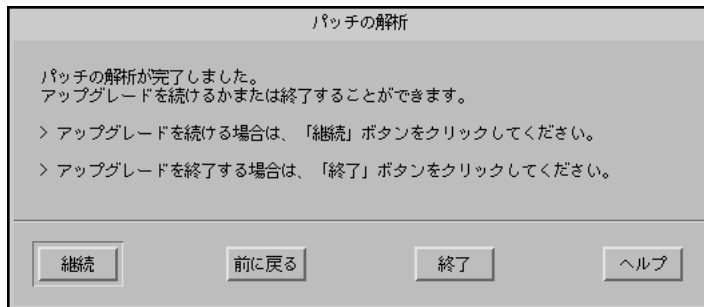 パッチの解析
パッチの解析が完了しました。
アップグレードを続けるかまたは終了することができます。
> アップグレードを続ける場合は、「継続」ボタンをクリックしてください。
> アップグレードを終了する場合は、「終了」ボタンをクリックしてください。
継続 前に戻る 終了 ヘルプ